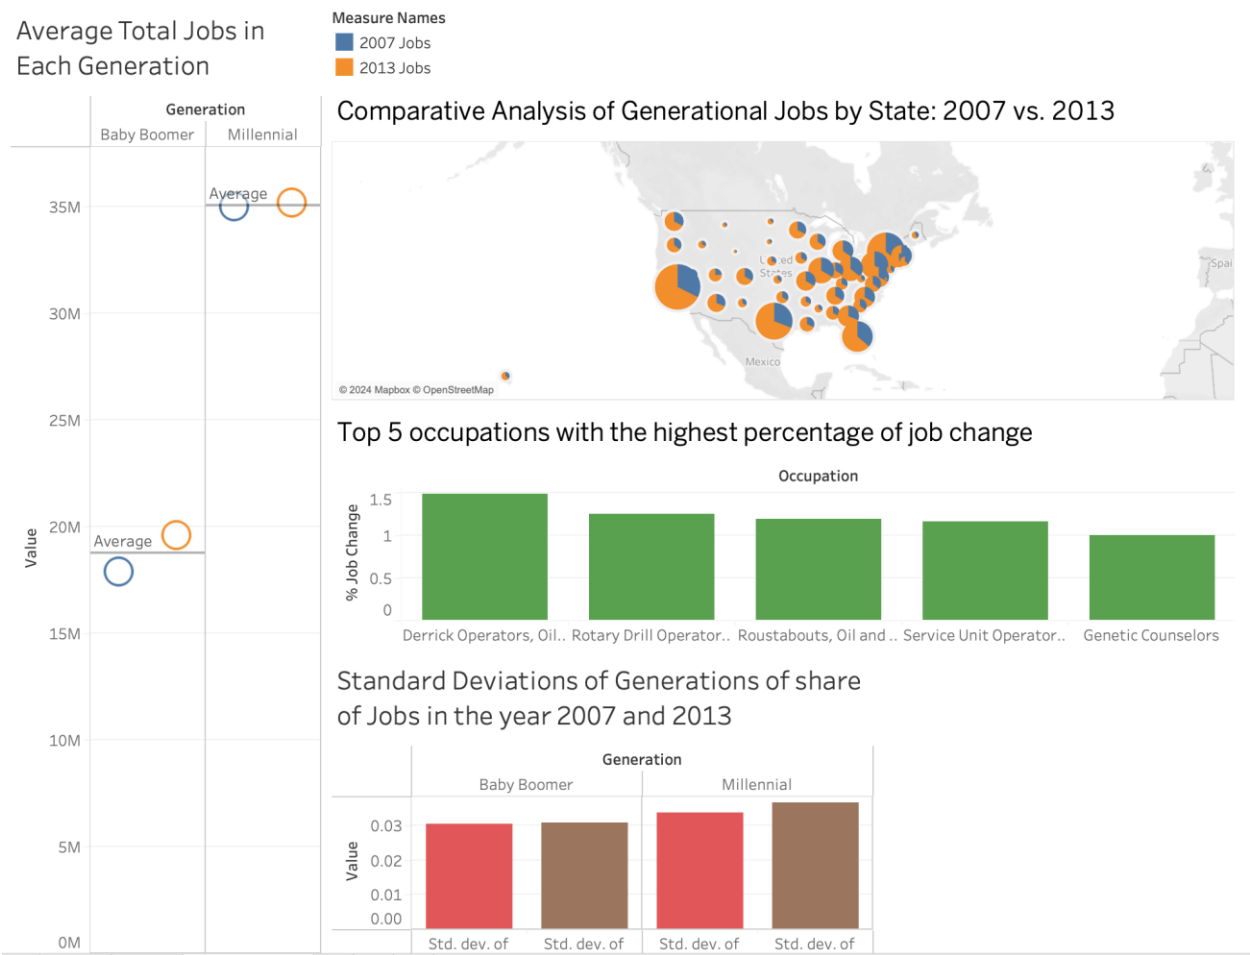 Average Total Jobs in
Each Generation
Measure Names
2007 Jobs
2013 Jobs
Generation
Baby Boomer Millennial
Average
35M
30M
25M
20M
Average
15M
10M
5M
0M
Value
Comparative Analysis of Generational Jobs by State: 2007 vs. 2013
United
States
Mexico
Spai
© 2024 Mapbox © OpenStreetMap
Top 5 occupations with the highest percentage of job change
Occupation
% Job Change
1.5
1
0.5
0
Derrick Operators, Oil.. Rotary Drill Operator.. Roustabouts, Oil and .. Service Unit Operator.. Genetic Counselors
Standard Deviations of Generations of share
of Jobs in the year 2007 and 2013
Generation
Baby Boomer Millennial
Value
0.03
0.02
0.01
0.00
Std. dev. of Std. dev. of Std. dev. of Std. dev. of